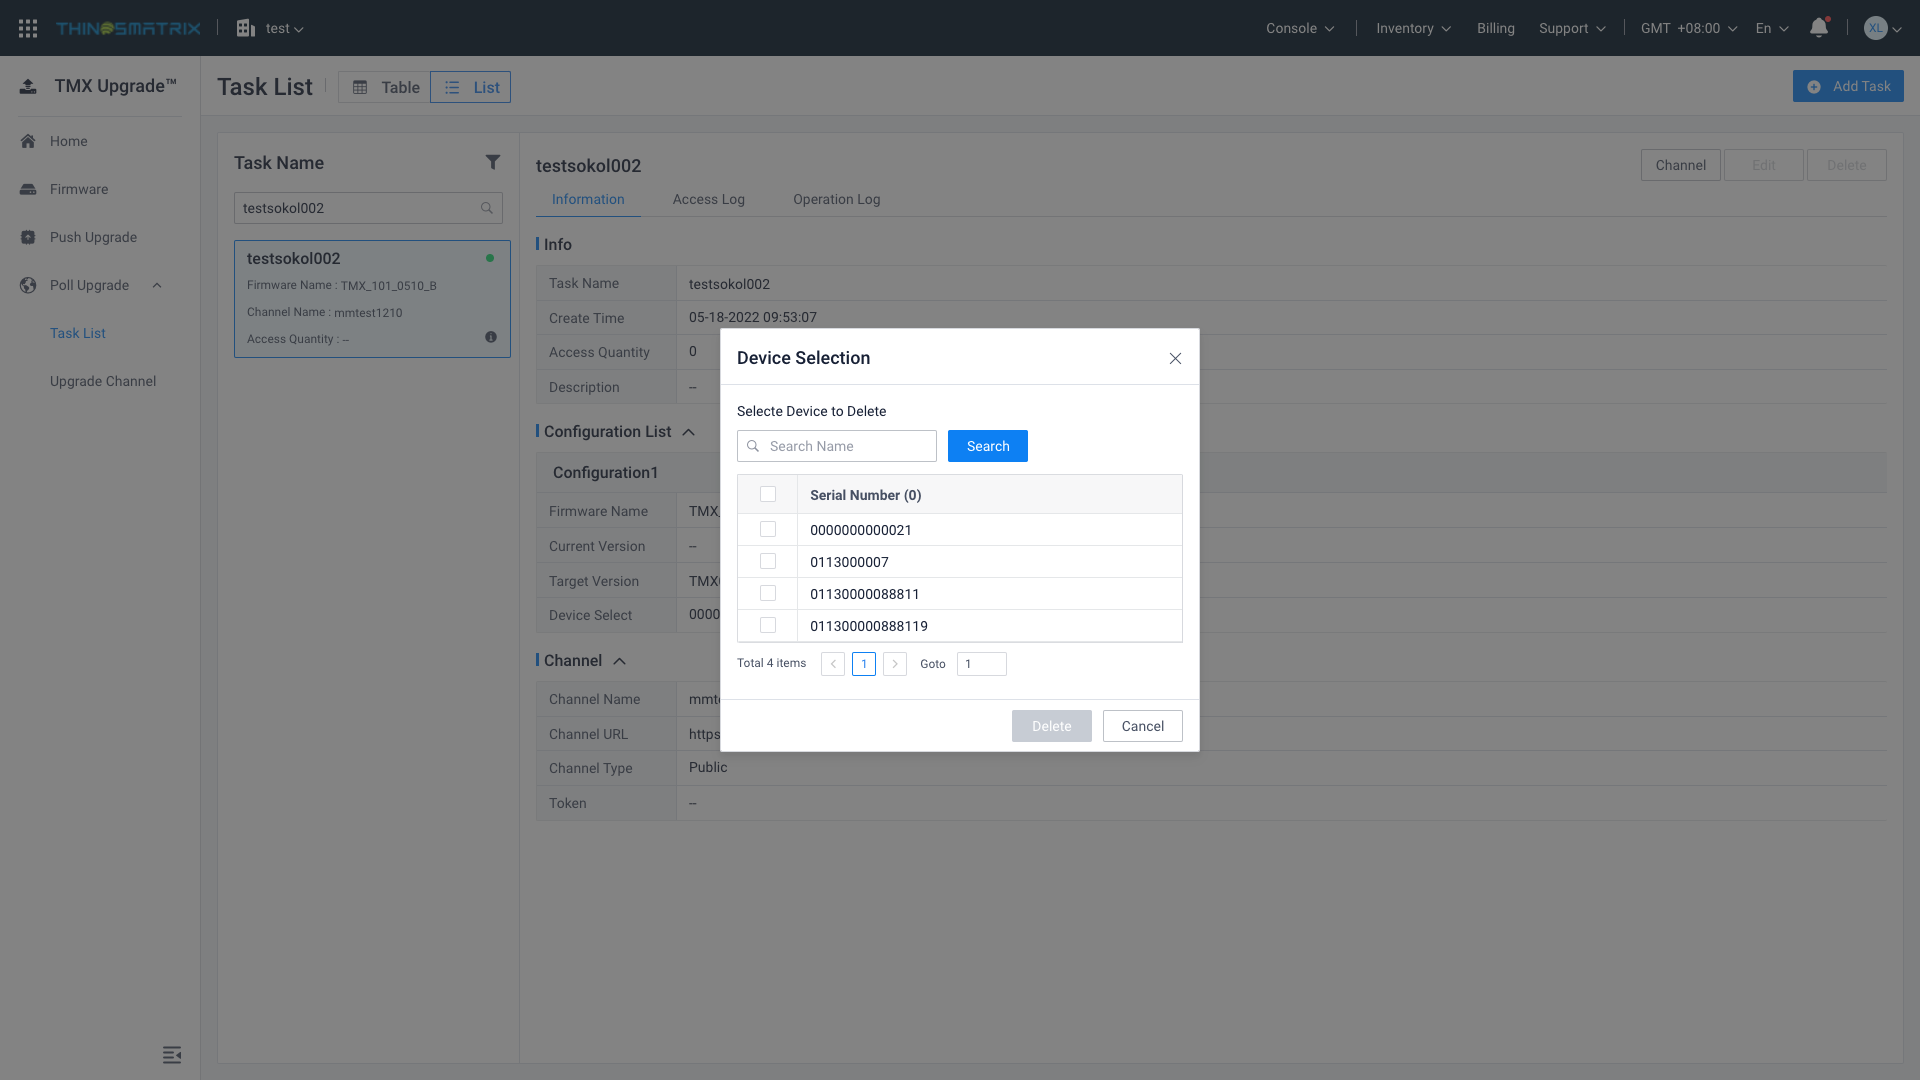 THINGSMATRIX
test
Console
Inventory
Billing
Support
GMT +08:00
En
XL
TMX Upgrade™
Home
Firmware
Push Upgrade
Poll Upgrade
Task List
Upgrade Channel
Task List
Table
List
Add Task
Task Name
testsokol002
testsokol002
Firmware Name : TMX_101_0510_B
Channel Name : mmtest1210
Access Quantity : --
testsokol002
Channel
Edit
Delete
Information
Access Log
Operation Log
Info
Task Name testsokol002
Create Time 05-18-2022 09:53:07
Access Quantity 0
Description --
Configuration List
Configuration1
Firmware Name TMX_
Current Version --
Target Version
Device Select 0000
Channel
Channel Name
Channel URL https
Channel Type Public
Token --
Device Selection
Selecte Device to Delete
Search Name
Search
Serial Number (0)
0000000000021
0113000007
01130000088811
011300000888119
Total 4 items
1
Goto 1
Delete
Cancel